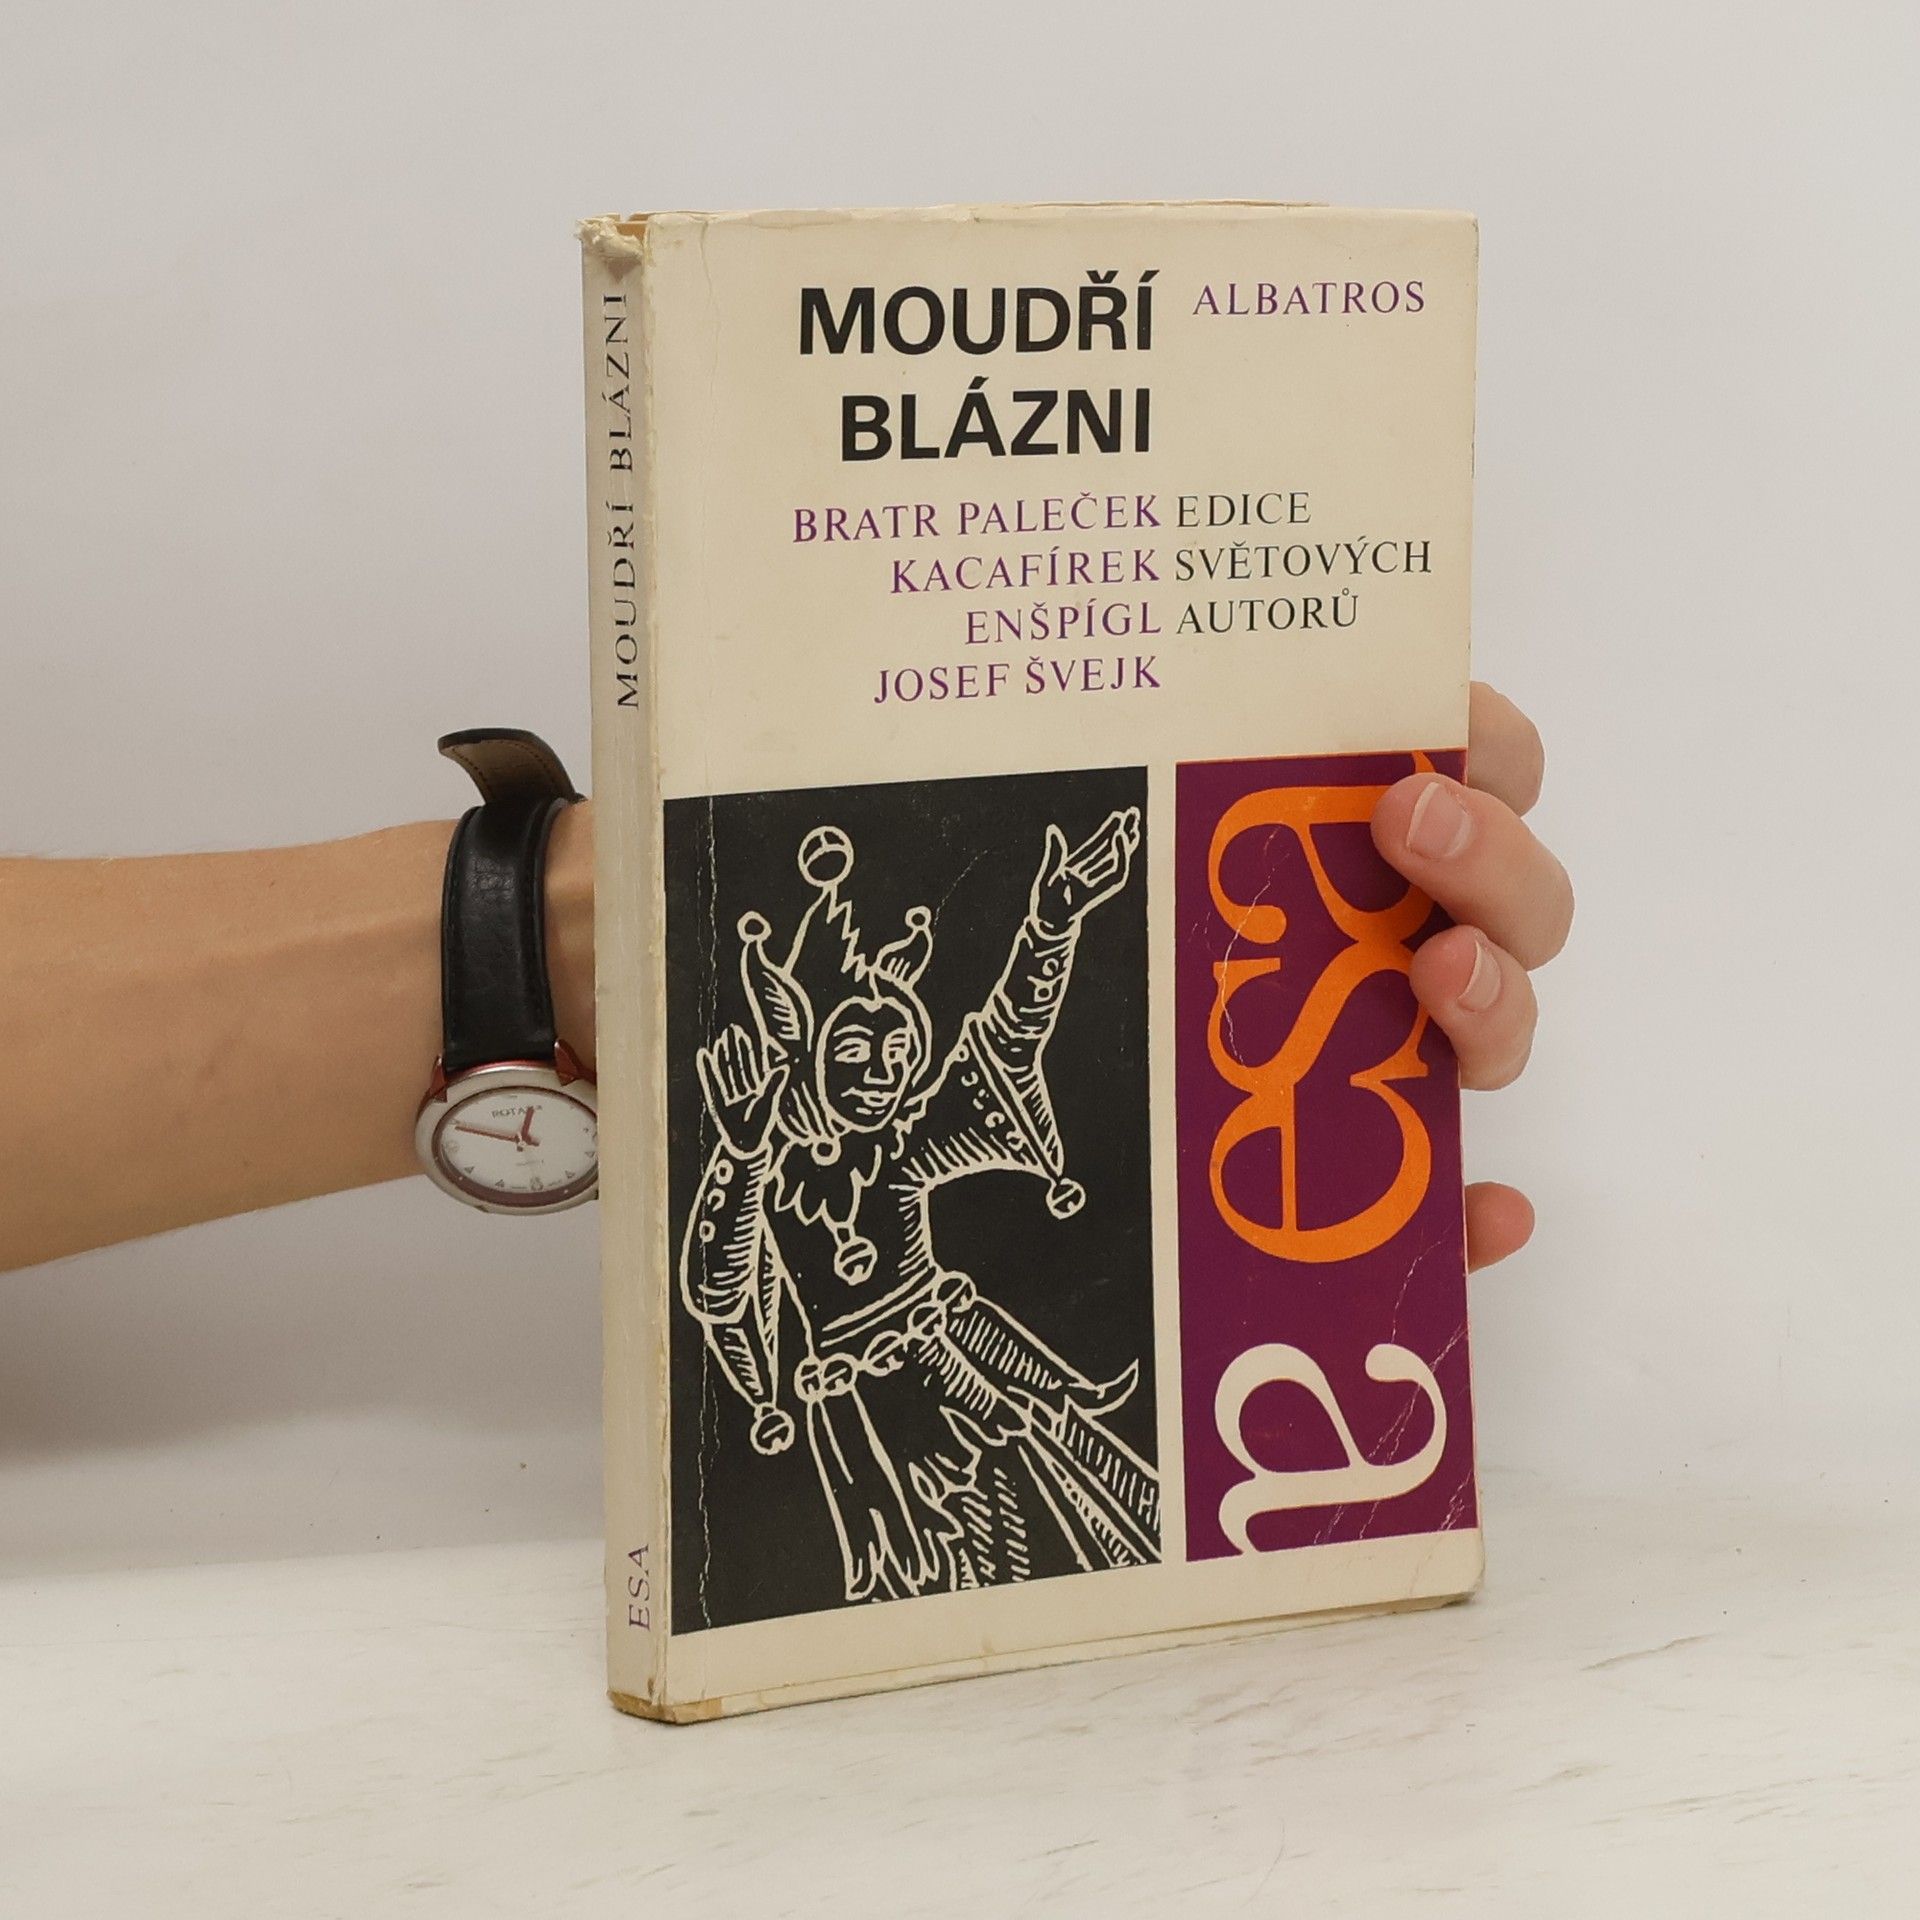 MOUDŘÍ
BLÁZNI
ALBATROS
BRATR PALEČEK
KACAFÍREK
ENŠPÍGL
JOSEF ŠVEJK
EDICE
SVĚTOVÝCH
AUTORŮ
esa
a
MOUDŘÍ BLÁZNI
ESA